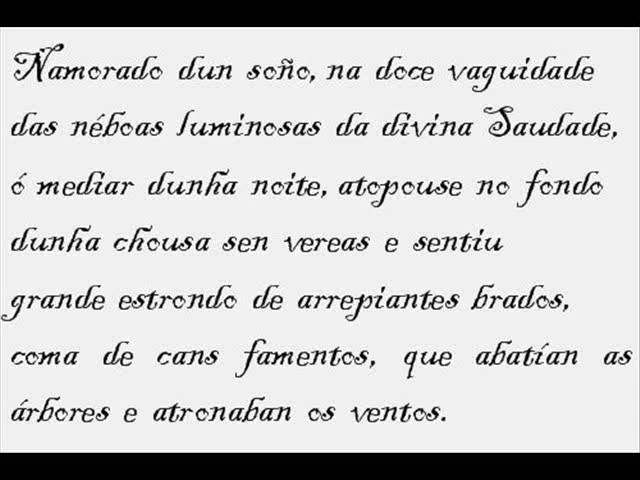 Namorado dun soño, na doce vaguidade
das néboas luminosas da divina Saudade,
ó mediar dunha noite, atopouse no fondo
dunha chousa sen vereas e sentiu
grande estrondo de arrepiantes brados,
coma de cans famentos, que abatían as
árbores e atronaban os ventos.